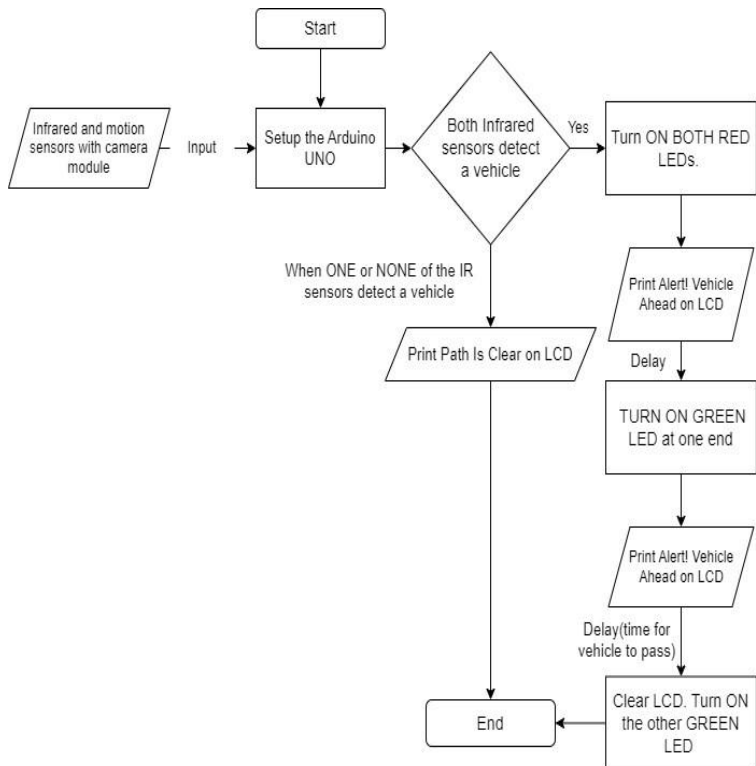 Start
Infrared and motion
sensors with camera
module
Input
Setup the Arduino
UNO
Both Infrared
sensors detect
a vehicle
Yes
Turn ON BOTH RED
LEDs.
When ONE or NONE of the IR
sensors detect a vehicle
Print Path Is Clear on LCD
Print Alert! Vehicle
Ahead on LCD
Delay
TURN ON GREEN
LED at one end
Print Alert! Vehicle
Ahead on LCD
Delay(time for
vehicle to pass)
Clear LCD. Turn ON
the other GREEN
LED
End